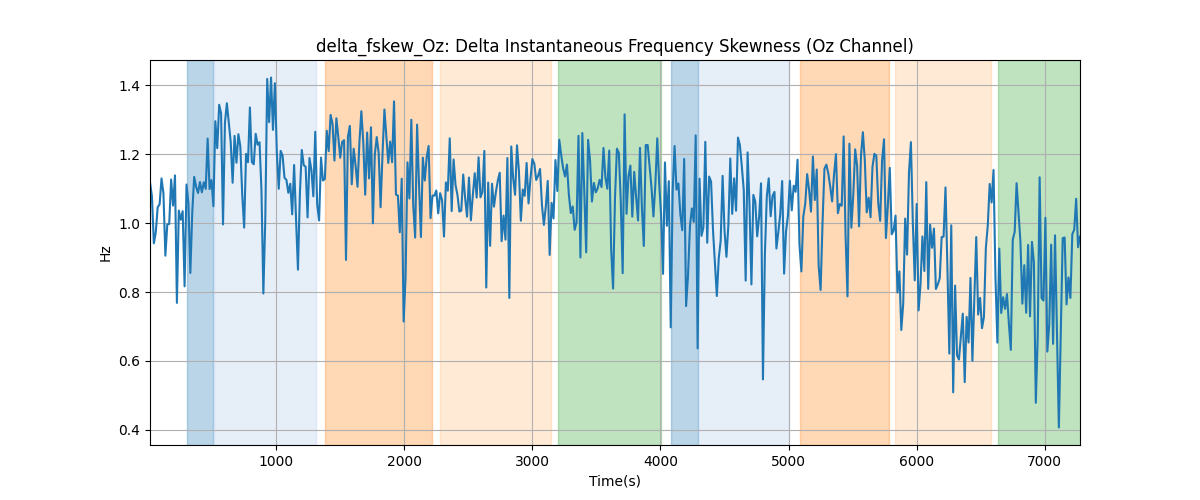 delta_fskew_Oz: Delta Instantaneous Frequency Skewness (Oz Channel)
1.4
1.2
1.0
0.8
0.6
0.4
Hz
1000 2000 3000 4000 5000 6000 7000
Time(s)